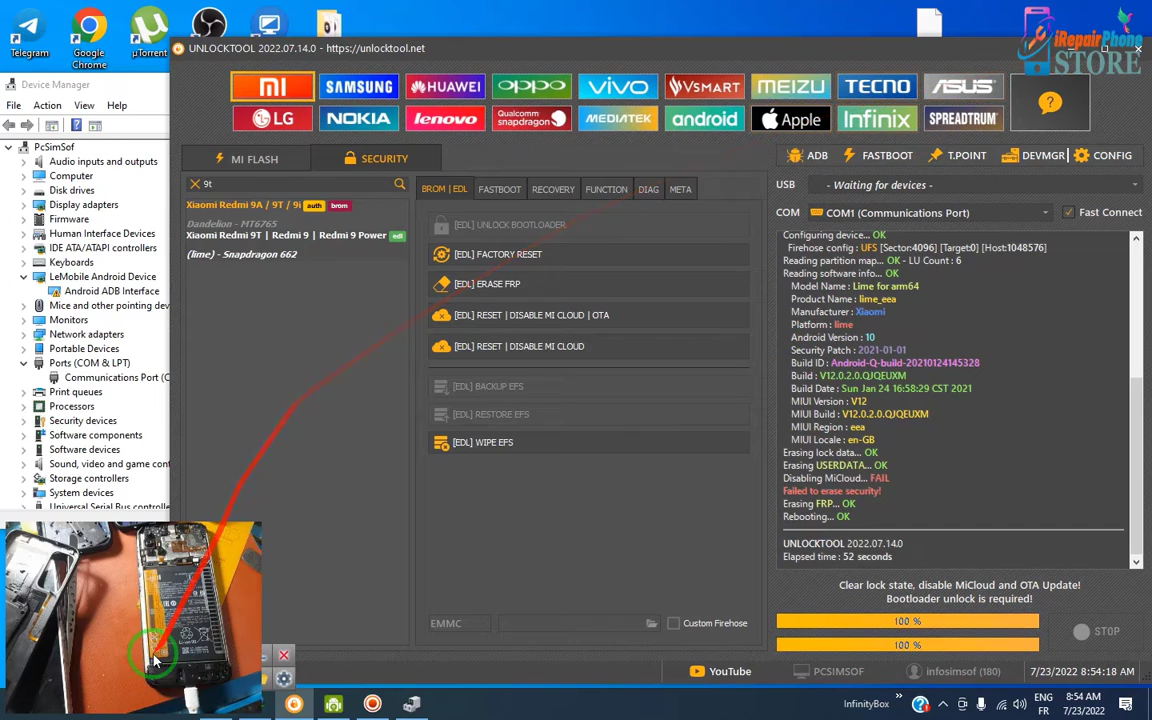 Telegram
Google
Chrome
µTorrent
iRepairPhone
STORE
UNLOCKTOOL 2022.07.14.0 - https://unlocktool.net
Device Manager
File Action View Help
MI SAMSUNG HUAWEI oppo vivo VSMART MEIZU TECNO ASUS
LG NOKIA lenovo Qualcomm snapdragon MEDIATEK android Apple Infinix SPREADTRUM ?
MI FLASH SECURITY
ADB FASTBOOT T.POINT DEVMGR CONFIG
PcSimSof
Audio inputs and outputs
Computer
Disk drives
Display adapters
Firmware
Human Interface Devices
IDE ATA/ATAPI controllers
Keyboards
LeMobile Android Device
Android ADB Interface
Mice and other pointing dev
Monitors
Network adapters
Portable Devices
Ports (COM & LPT)
Communications Port (C
Print queues
Processors
Security devices
Software components
Software devices
Sound, video and game cont
Storage controllers
System devices
Universal Serial Bus controllers
9t
Xiaomi Redmi 9A / 9T / 9i auth brom
Dandelion - MT6765
Xiaomi Redmi 9T | Redmi 9 | Redmi 9 Power edl
(lime) - Snapdragon 662
BROM | EDL FASTBOOT RECOVERY FUNCTION DIAG META
[EDL] UNLOCK BOOTLOADER
[EDL] FACTORY RESET
[EDL] ERASE FRP
[EDL] RESET | DISABLE MI CLOUD | OTA
[EDL] RESET | DISABLE MI CLOUD
[EDL] BACKUP EFS
[EDL] RESTORE EFS
[EDL] WIPE EFS
EMMC Custom Firehose
USB - Waiting for devices -
COM COM1 (Communications Port) Fast Connect
Configuring device... OK
Firehose config : UFS [Sector:4096] [Target0] [Host:1048576]
Reading partition map... OK - LU Count : 6
Reading software info... OK
Model Name : Lime for arm64
Product Name : lime_eea
Manufacturer : Xiaomi
Platform : lime
Android Version : 10
Security Patch : 2021-01-01
Build ID : Android-Q-build-20210124145328
Build : V12.0.2.0.QJQEUXM
Build Date : Sun Jan 24 16:58:29 CST 2021
MIUI Version : V12
MIUI Build : V12.0.2.0.QJQEUXM
MIUI Region : eea
MIUI Locale : en-GB
Erasing lock data... OK
Erasing USERDATA... OK
Disabling MiCloud... FAIL
Failed to erase security!
Erasing FRP... OK
Rebooting... OK
UNLOCKTOOL 2022.07.14.0
Elapsed time : 52 seconds
Clear lock state, disable MiCloud and OTA Update!
Bootloader unlock is required!
100 %
100 %
STOP
YouTube PCSIMSOF infosimsof (180) 7/23/2022 8:54:18 AM
InfinityBox
ENG
FR
8:54 AM
7/23/2022